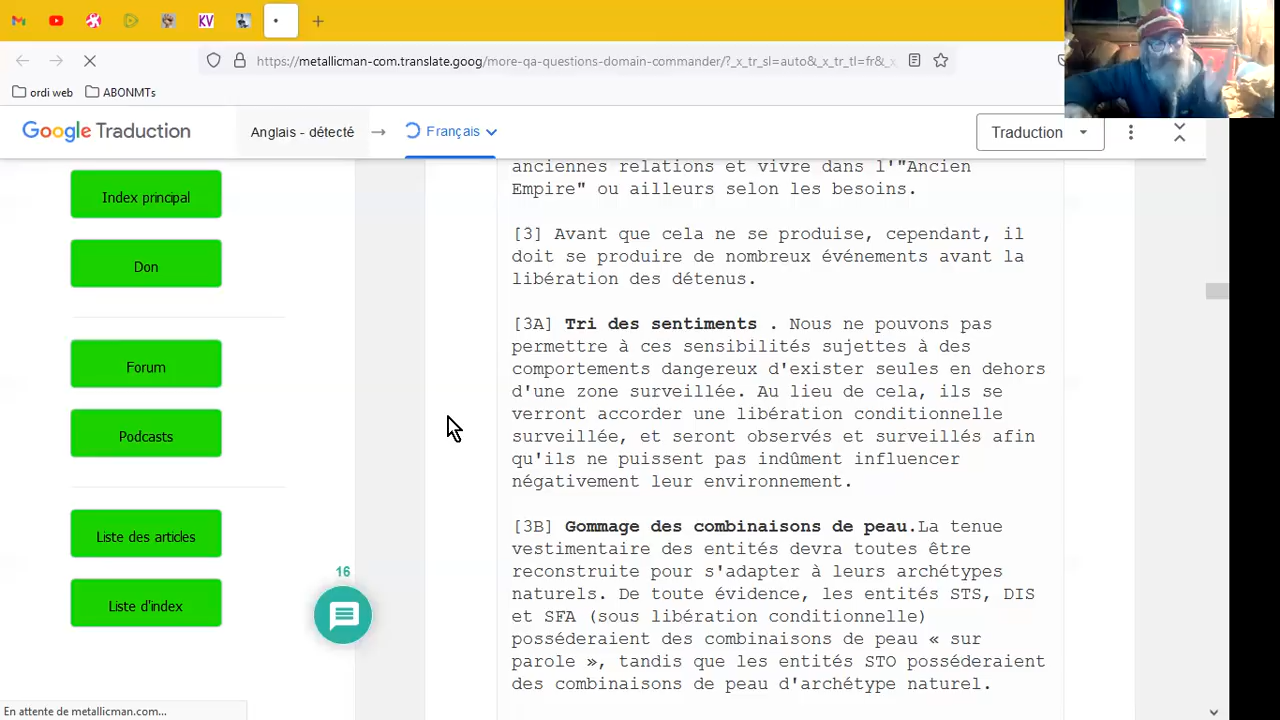 KV
https://metallicman-com.translate.goog/more-qa-questions-domain-commander/?_x_tr_sl=auto&_x_tr_tl=fr&_x_
ordi web
ABONMTs
Google Traduction
Anglais - détecté
Français
Traduction
Index principal
Don
Forum
Podcasts
Liste des articles
Liste d'index
16
anciennes relations et vivre dans l'"Ancien
Empire" ou ailleurs selon les besoins.
[3] Avant que cela ne se produise, cependant, il
doit se produire de nombreux événements avant la
libération des détenus.
[3A] Tri des sentiments . Nous ne pouvons pas
permettre à ces sensibilités sujettes à des
comportements dangereux d'exister seules en dehors
d'une zone surveillée. Au lieu de cela, ils se
verront accorder une libération conditionnelle
surveillée, et seront observés et surveillés afin
qu'ils ne puissent pas indûment influencer
négativement leur environnement.
[3B] Gommage des combinaisons de peau.La tenue
vestimentaire des entités devra toutes être
reconstruite pour s'adapter à leurs archétypes
naturels. De toute évidence, les entités STS, DIS
et SFA (sous libération conditionnelle)
posséderaient des combinaisons de peau « sur
parole », tandis que les entités STO posséderaient
des combinaisons de peau d'archétype naturel.
En attente de metallicman.com...